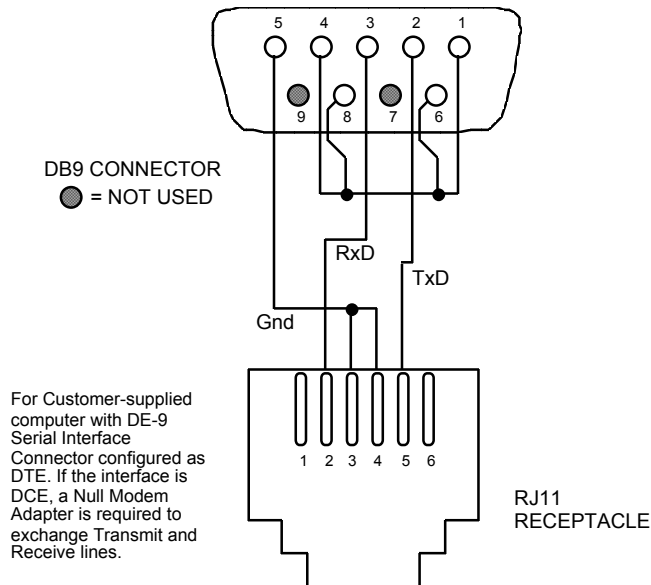 5 4 3 2 1
9 8 7 6
DB9 CONNECTOR
= NOT USED
RxD
TxD
Gnd
For Customer-supplied
computer with DE-9
Serial Interface
Connector configured as
DTE. If the interface is
DCE, a Null Modem
Adapter is required to
exchange Transmit and
Receive lines.
1 2 3 4 5 6
RJ11
RECEPTACLE